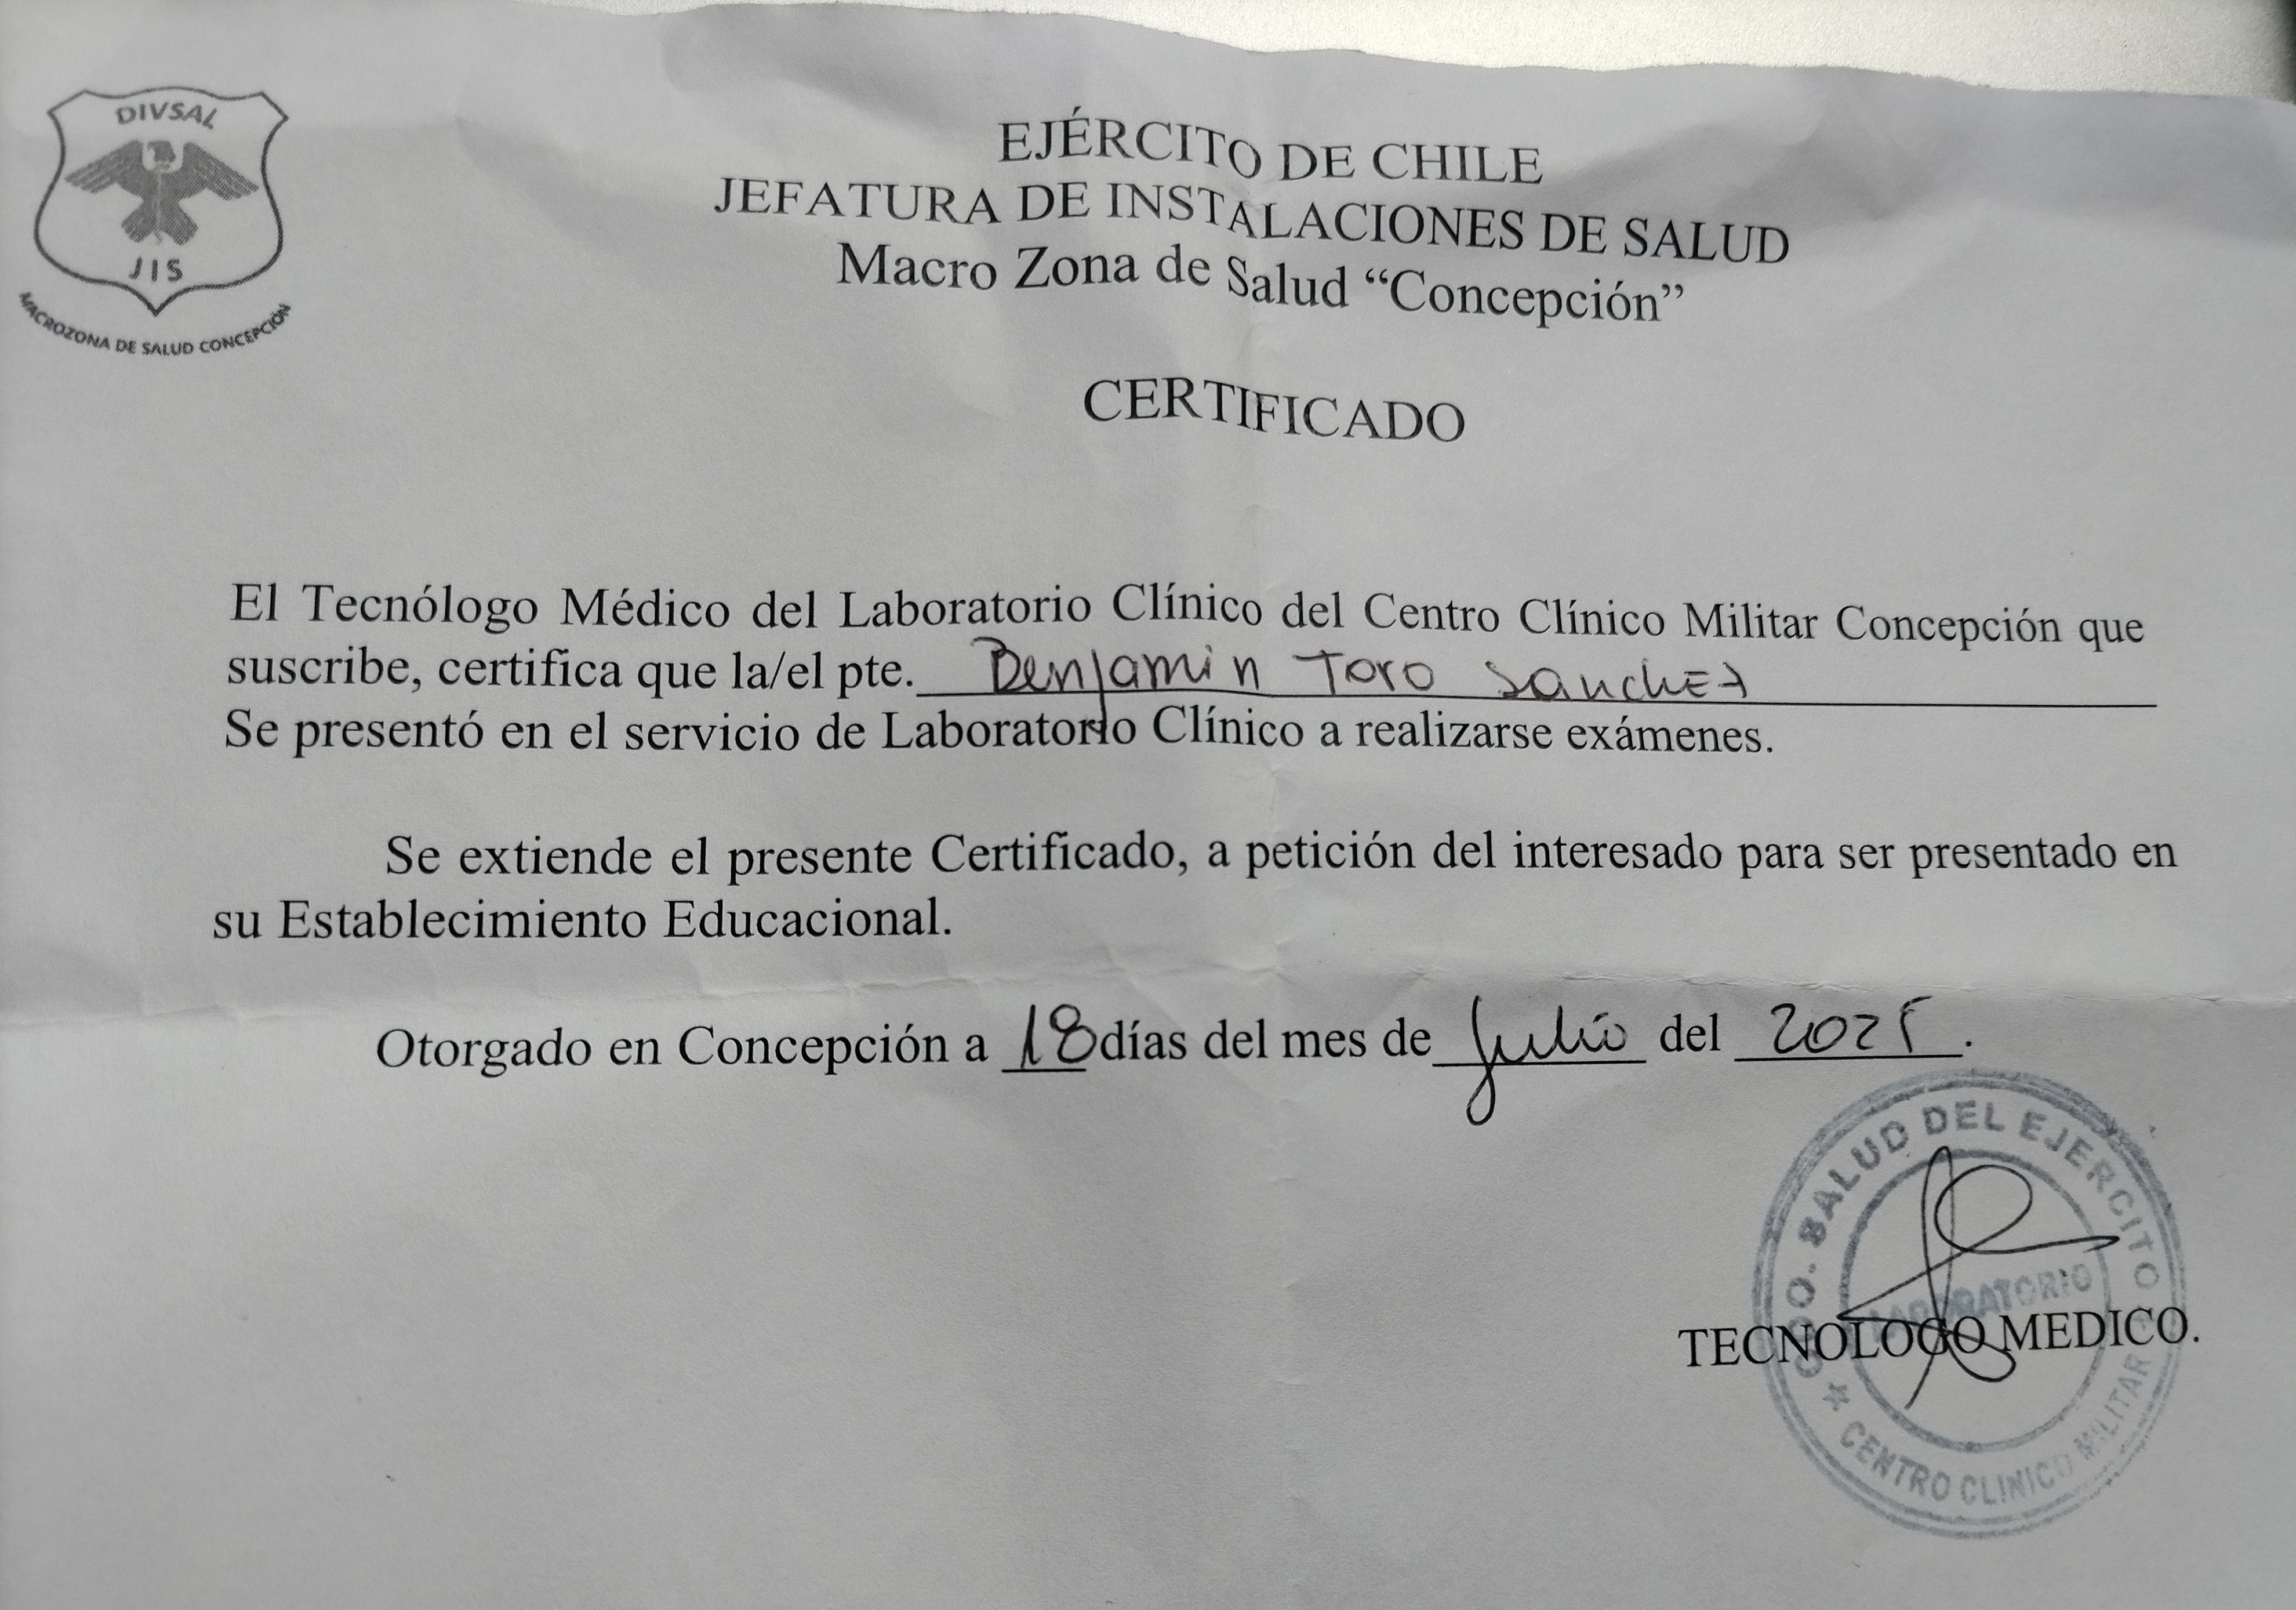 DIVSAL
JIS
MACROZONA DE SALUD CONCEPCIÓN
EJÉRCITO DE CHILE
JEFATURA DE INSTALACIONES DE SALUD
Macro Zona de Salud “Concepción”
CERTIFICADO
El Tecnólogo Médico del Laboratorio Clínico del Centro Clínico Militar Concepción que
suscribe, certifica que la/el pte. Benjamin Toro Sanchez
Se presentó en el servicio de Laboratorio Clínico a realizarse exámenes.
Se extiende el presente Certificado, a petición del interesado para ser presentado en
su Establecimiento Educacional.
Otorgado en Concepción a 18 días del mes de Julio del 2025.
SALUD DEL EJERCITO
LABORATORIO
TECNOLOGO MEDICO.
CENTRO CLINICO MILITAR